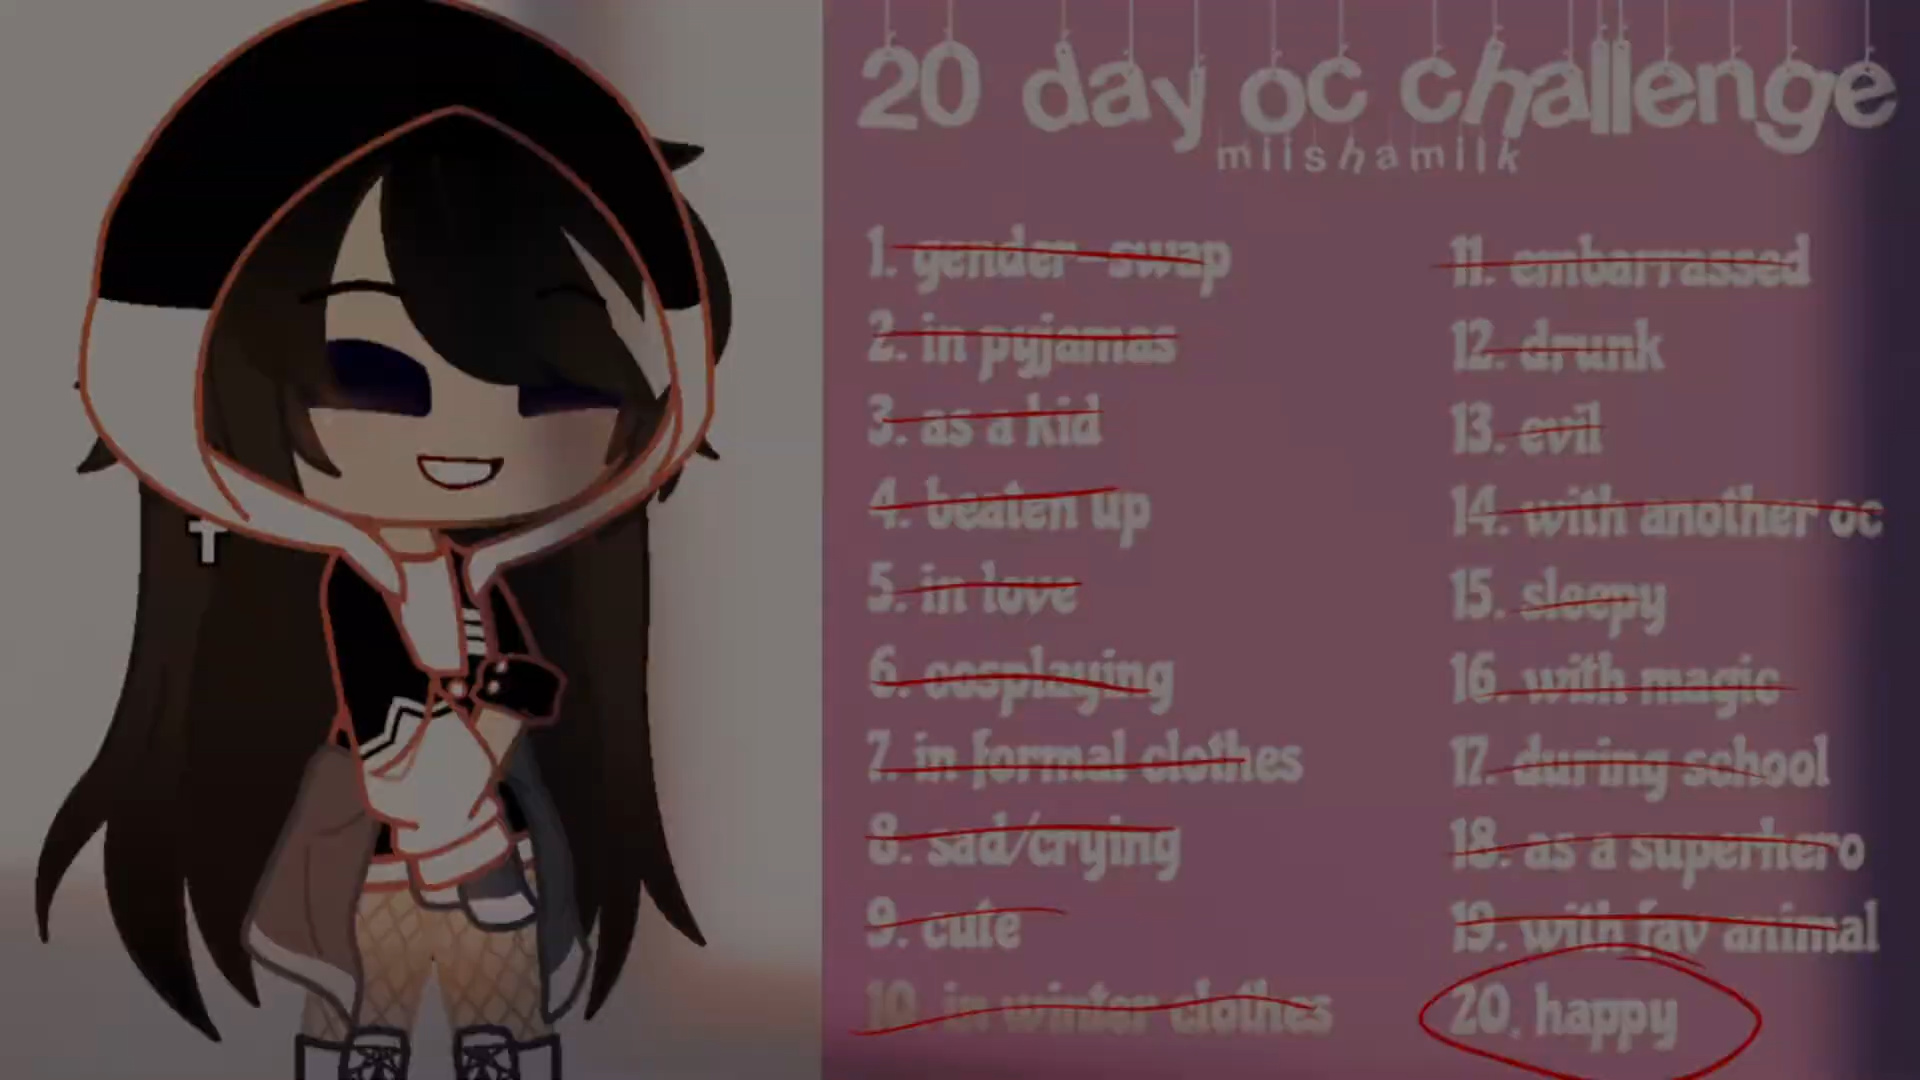 20 day oc challenge
miishamilk
1. gender swap
2. in pyjamas
3. as a kid
4. beaten up
5. in love
6. cosplaying
7. in formal clothes
8. sad/crying
9. cute
10. in winter clothes
11. embarrassed
12. drunk
13. evil
14. with another oc
15. sleepy
16. with magic
17. during school
18. as a superhero
19. with fav animal
20. happy